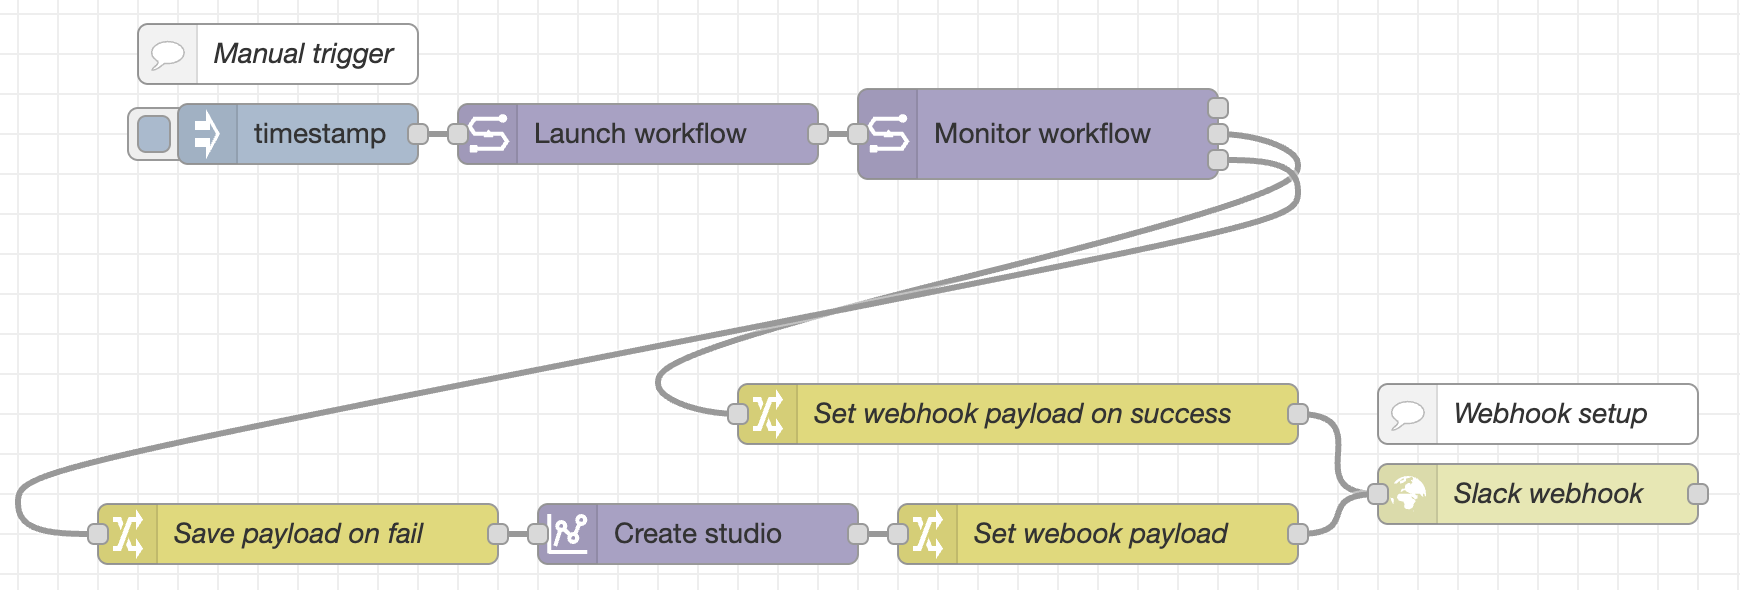 Manual trigger
timestamp
Launch workflow
Monitor workflow
Set webhook payload on success
Webhook setup
Slack webhook
Save payload on fail
Create studio
Set webook payload